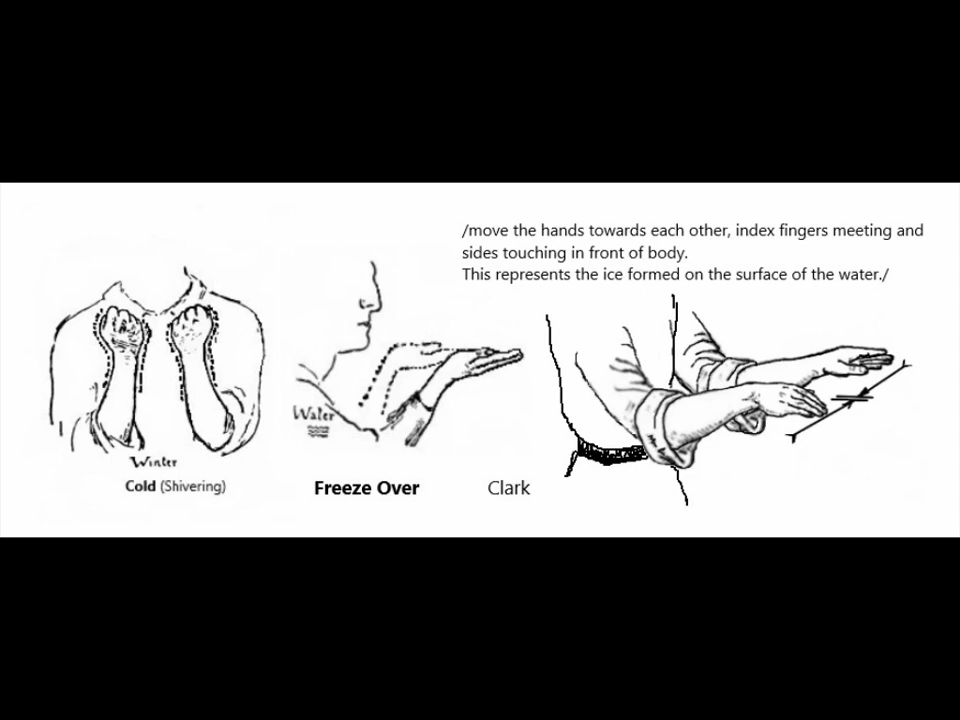 /move the hands towards each other, index fingers meeting and
sides touching in front of body.
This represents the ice formed on the surface of the water./
Water
Winter
Cold (Shivering)
Freeze Over
Clark